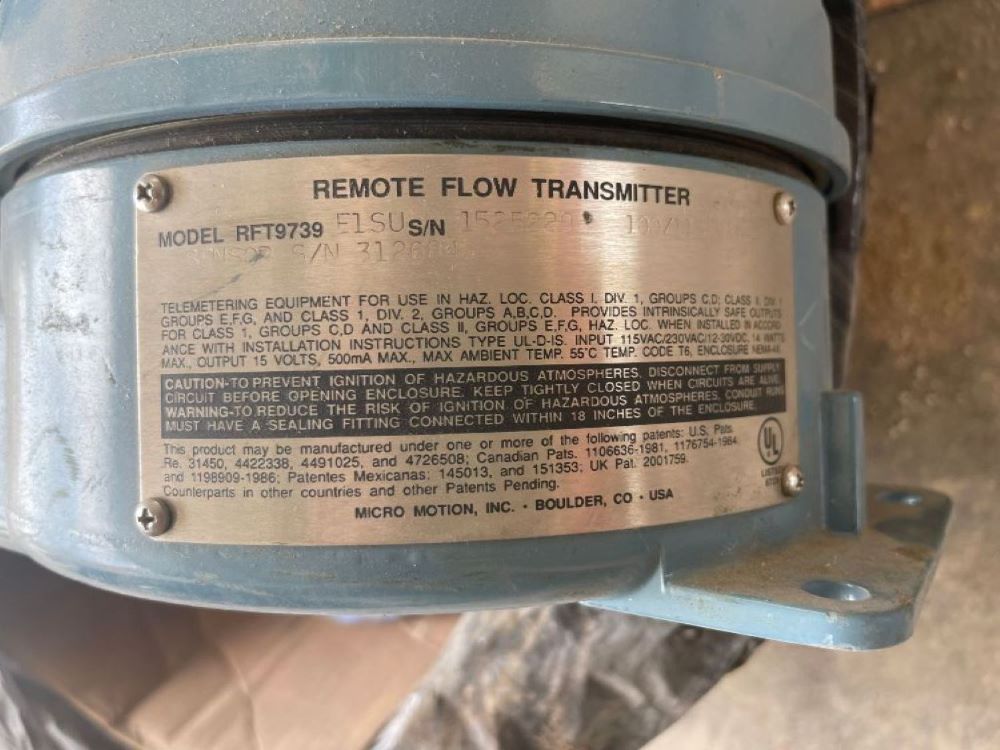 REMOTE FLOW TRANSMITTER
MODEL RFT9739 E1SU S/N
SENSOR S/N
TELEMETERING EQUIPMENT FOR USE IN HAZ. LOC. CLASS I, DIV. 1, GROUPS C,D; CLASS II, DIV. 1
GROUPS E,F,G, AND CLASS 1, DIV. 2, GROUPS A,B,C,D. PROVIDES INTRINSICALLY SAFE OUTPUTS
FOR CLASS 1, GROUPS C,D AND CLASS II, GROUPS E,F,G, HAZ. LOC. WHEN INSTALLED IN ACCORD-
ANCE WITH INSTALLATION INSTRUCTIONS TYPE UL-D-IS. INPUT 115VAC/230VAC/12-30VDC, 14 WATTS
MAX., OUTPUT 15 VOLTS, 500mA MAX., MAX AMBIENT TEMP. 55°C TEMP. CODE T6, ENCLOSURE NEMA-4X
CAUTION-TO PREVENT IGNITION OF HAZARDOUS ATMOSPHERES, DISCONNECT FROM SUPPLY
CIRCUIT BEFORE OPENING ENCLOSURE. KEEP TIGHTLY CLOSED WHEN CIRCUITS ARE ALIVE.
WARNING-TO REDUCE THE RISK OF IGNITION OF HAZARDOUS ATMOSPHERES, CONDUIT RUNS
MUST HAVE A SEALING FITTING CONNECTED WITHIN 18 INCHES OF THE ENCLOSURE.
This product may be manufactured under one or more of the following patents: U.S. Pats.
Re. 31450, 4422338, 4491025, and 4726508; Canadian Pats. 1106636-1981, 1176754-1984
and 1198909-1986; Patentes Mexicanas: 145013, and 151353; UK Pat. 2001759.
Counterparts in other countries and other Patents Pending.
UL
LISTED
MICRO MOTION, INC. · BOULDER, CO · USA